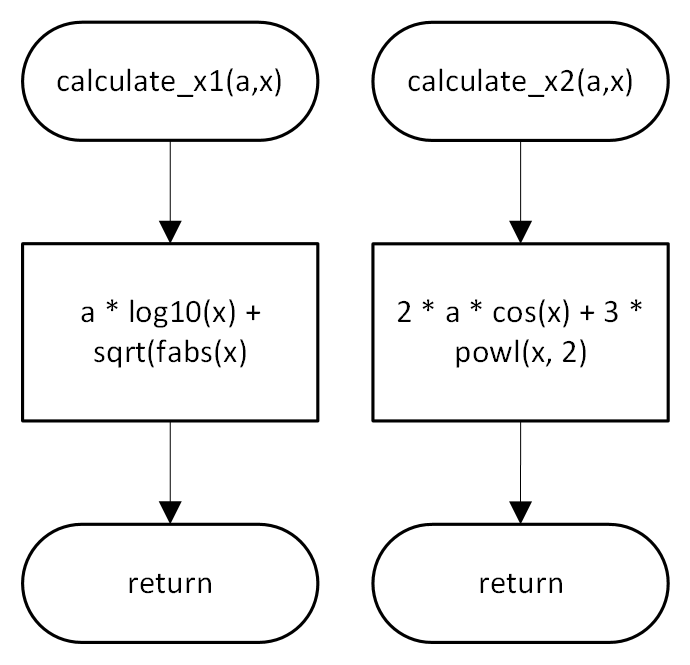 calculate_x1(a,x)
a * log10(x) +
sqrt(fabs(x)
return
calculate_x2(a,x)
2 * a * cos(x) + 3 *
powl(x, 2)
return